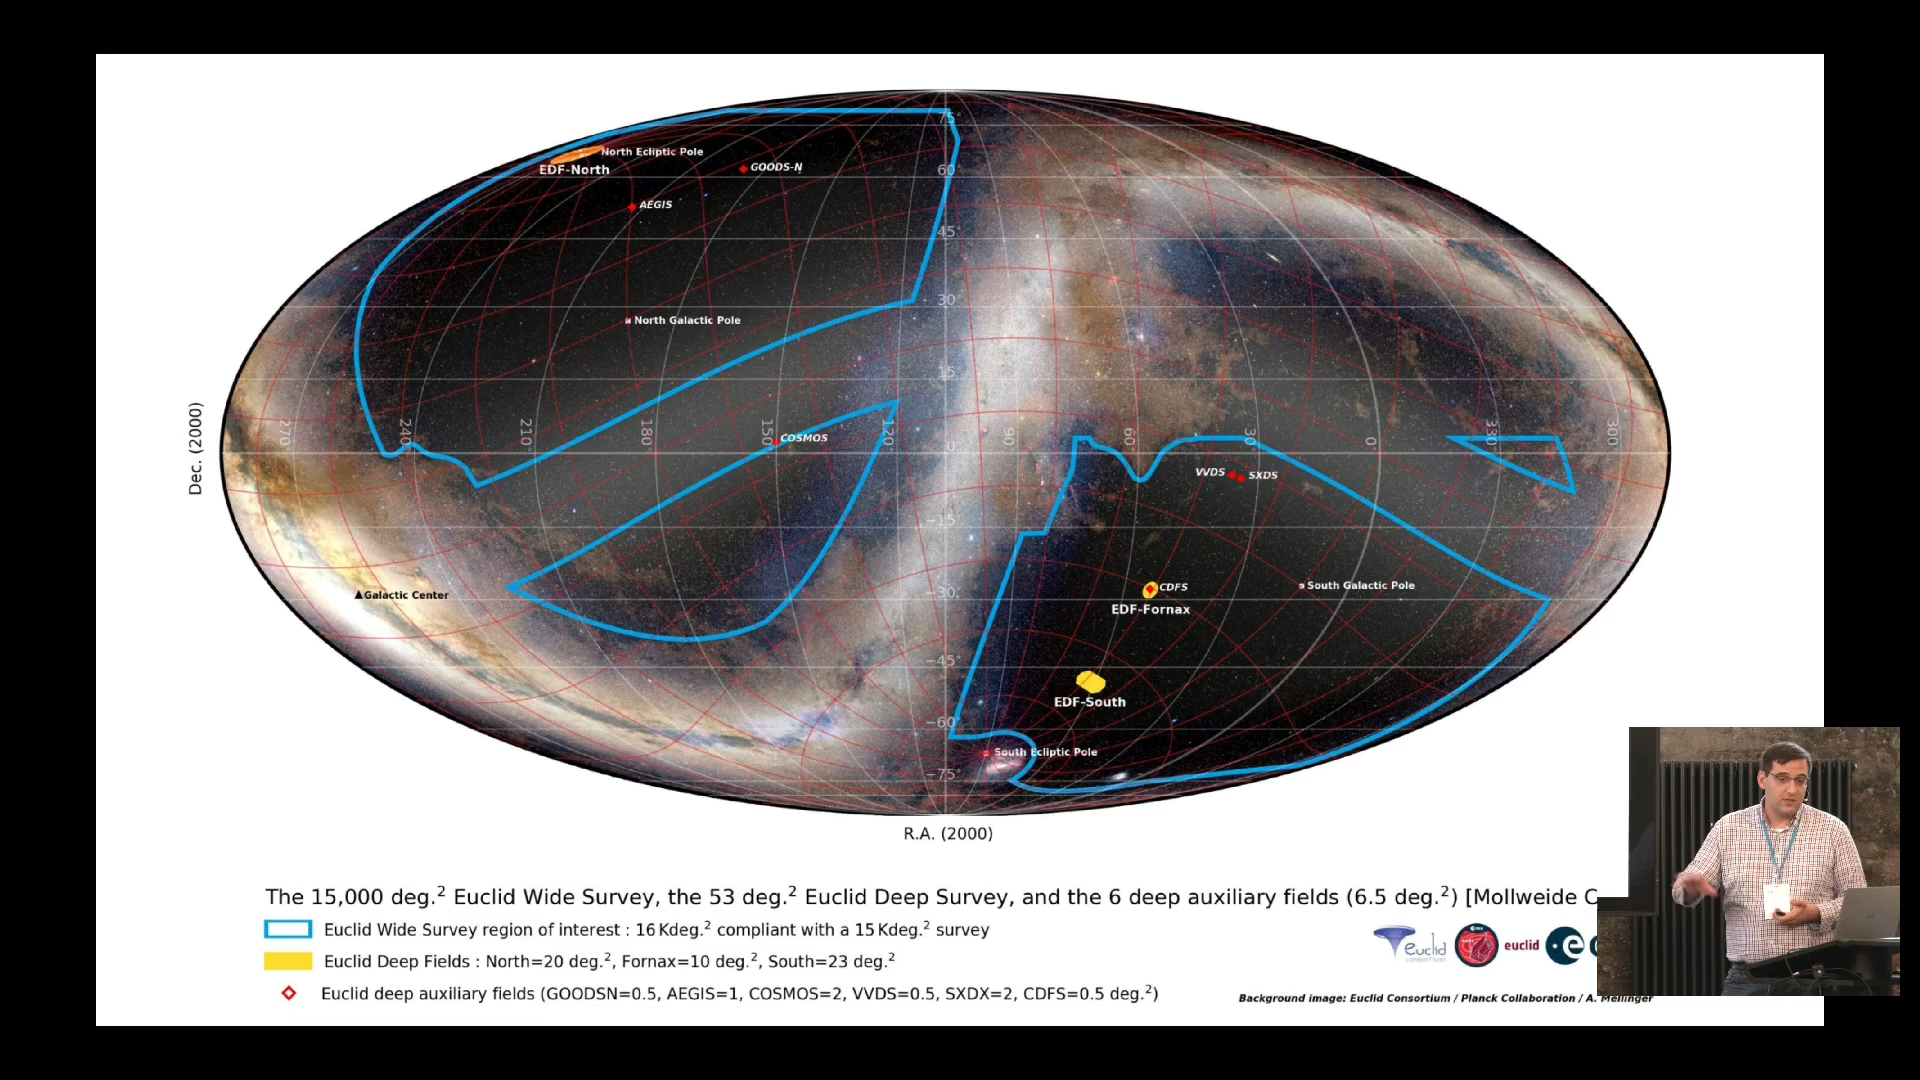 75°
North Ecliptic Pole
EDF-North
GOODS-N
60
AEGIS
45°
30°
North Galactic Pole
15
Dec. (2000)
270
240
210
180
150
120°
90
60
30
0
330
300
COSMOS
0
VVDS
SXDS
−15
Galactic Center
−30
CDFS
South Galactic Pole
EDF-Fornax
−45°
EDF-South
−60
South Ecliptic Pole
−75°
R.A. (2000)
The 15,000 deg.² Euclid Wide Survey, the 53 deg.² Euclid Deep Survey, and the 6 deep auxiliary fields (6.5 deg.²) [Mollweide C
Euclid Wide Survey region of interest : 16 Kdeg.² compliant with a 15 Kdeg.² survey
Euclid Deep Fields : North=20 deg.², Fornax=10 deg.², South=23 deg.²
Euclid deep auxiliary fields (GOODSN=0.5, AEGIS=1, COSMOS=2, VVDS=0.5, SXDX=2, CDFS=0.5 deg.²)
euclid
consortium
euclid
e
Background image: Euclid Consortium / Planck Collaboration / A. Mellinger